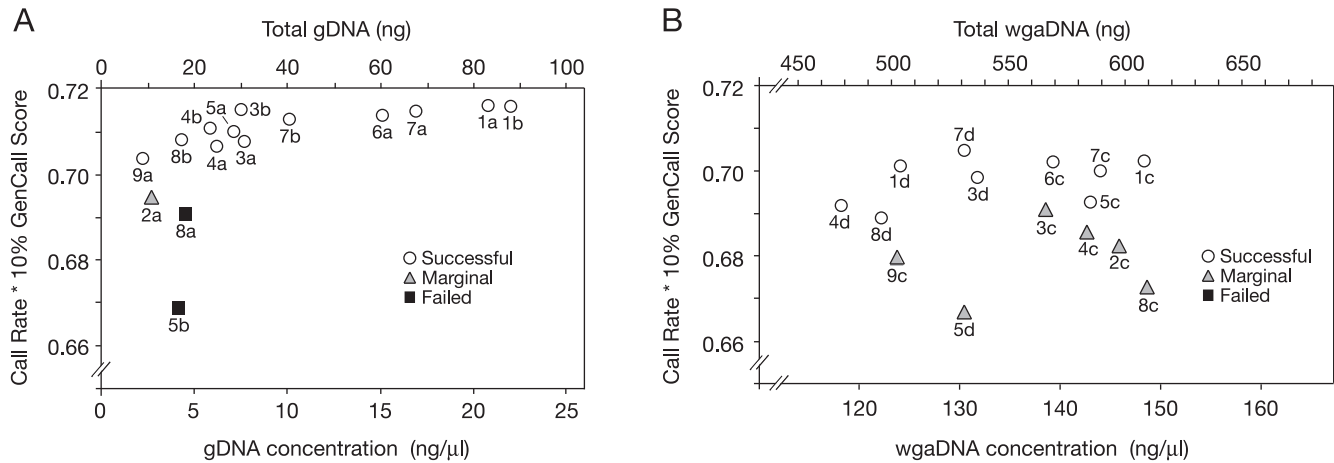 A
Total gDNA (ng)
0 20 40 60 80 100
Call Rate * 10% GenCall Score
0.72
0.70
0.68
0.66
5a
4b
3b
8b
4a
3a
7b
6a
7a
1a 1b
9a
2a
8a
5b
Successful
Marginal
Failed
0 5 10 15 20 25
gDNA concentration (ng/μl)
B
Total wgaDNA (ng)
450 500 550 600 650
Call Rate * 10% GenCall Score
0.72
0.70
0.68
0.66
7d
1d
3d
6c
7c
1c
4d
8d
5c
3c
4c
2c
9c
8c
5d
Successful
Marginal
Failed
120 130 140 150 160
wgaDNA concentration (ng/μl)